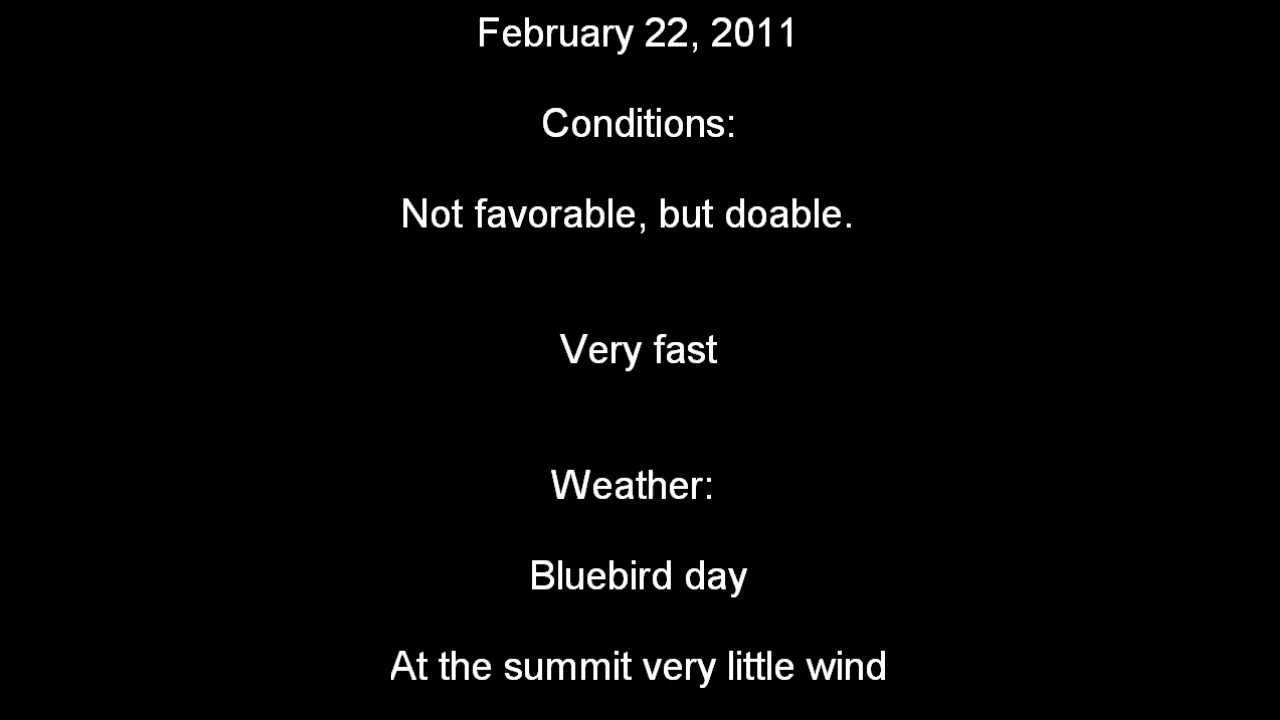 February 22, 2011
Conditions:
Not favorable, but doable.
Very fast
Weather:
Bluebird day
At the summit very little wind